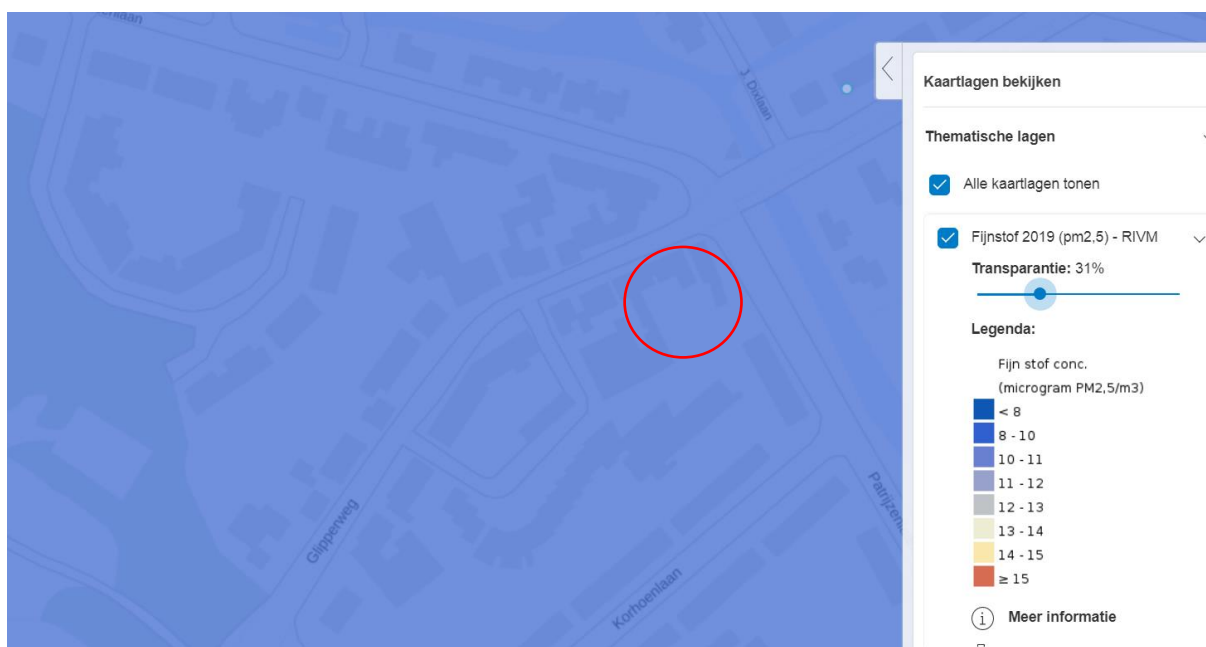 J. Dixlaan
Glipperweg
Korhoenlaan
Kaartlagen bekijken
Thematische lagen
Alle kaartlagen tonen
Fijnstof 2019 (pm2,5) - RIVM
Transparantie: 31%
Legenda:
Fijn stof conc.
(microgram PM2,5/m3)
< 8
8 - 10
10 - 11
11 - 12
12 - 13
13 - 14
14 - 15
≥ 15
Meer informatie